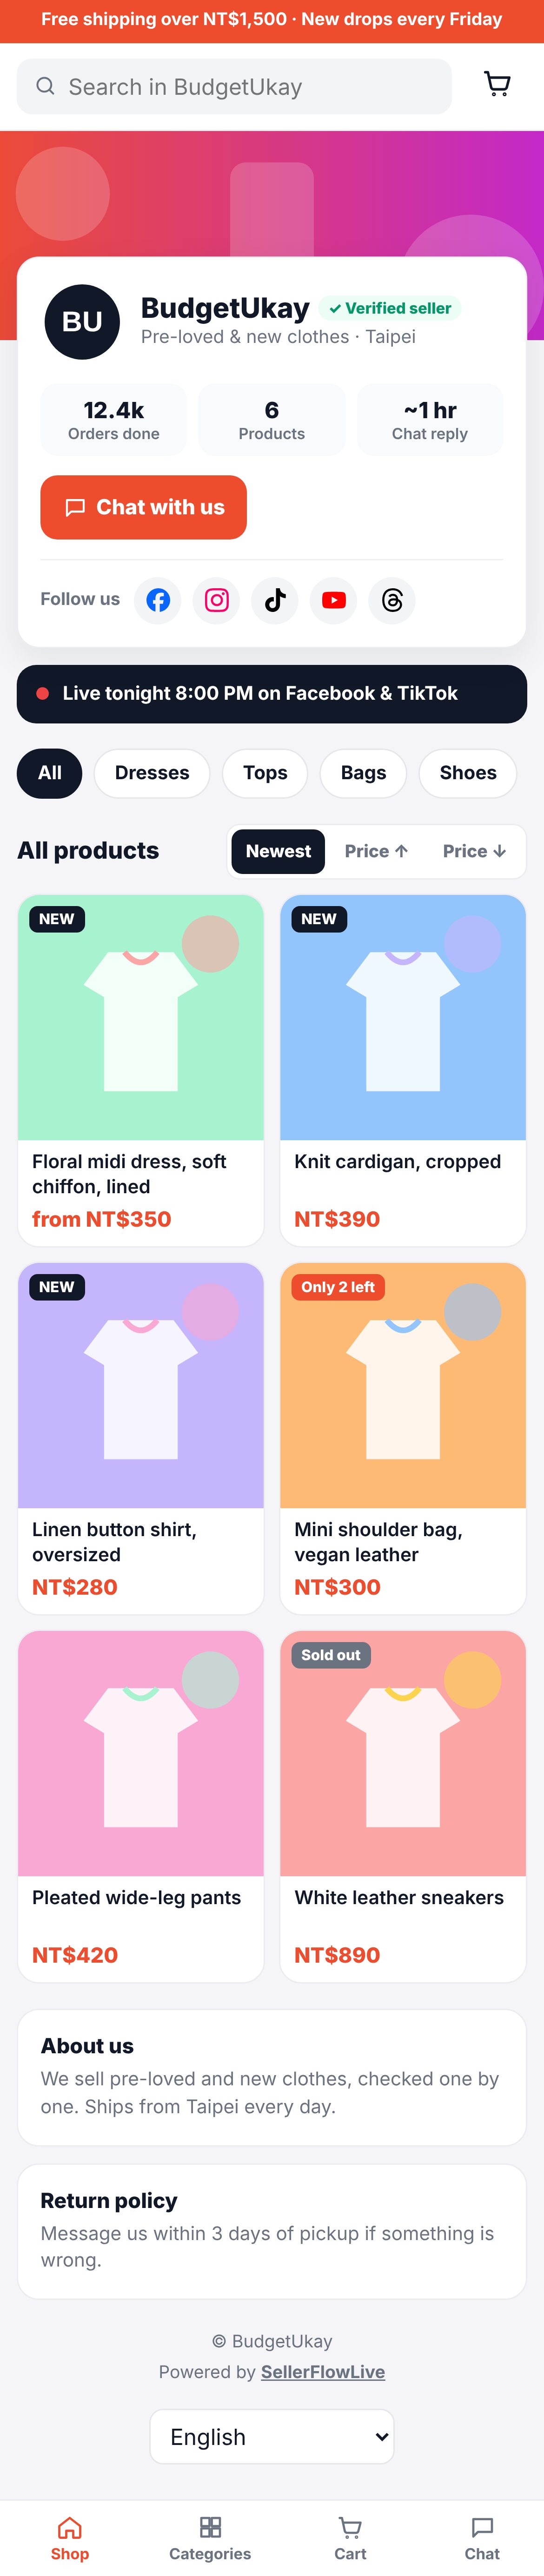 Free shipping over NT$1,500 · New drops every Friday
Search in BudgetUkay
BU
BudgetUkay
✓ Verified seller
Pre-loved & new clothes · Taipei
12.4k
Orders done
6
Products
~1 hr
Chat reply
Chat with us
Follow us
Live tonight 8:00 PM on Facebook & TikTok
All
Dresses
Tops
Bags
Shoes
All products
Newest
Price ↑
Price ↓
NEW
Floral midi dress, soft
chiffon, lined
from NT$350
NEW
Knit cardigan, cropped
NT$390
NEW
Linen button shirt,
oversized
NT$280
Only 2 left
Mini shoulder bag,
vegan leather
NT$300
Pleated wide-leg pants
NT$420
Sold out
White leather sneakers
NT$890
About us
We sell pre-loved and new clothes, checked one by
one. Ships from Taipei every day.
Return policy
Message us within 3 days of pickup if something is
wrong.
© BudgetUkay
Powered by SellerFlowLive
English
Shop
Categories
Cart
Chat